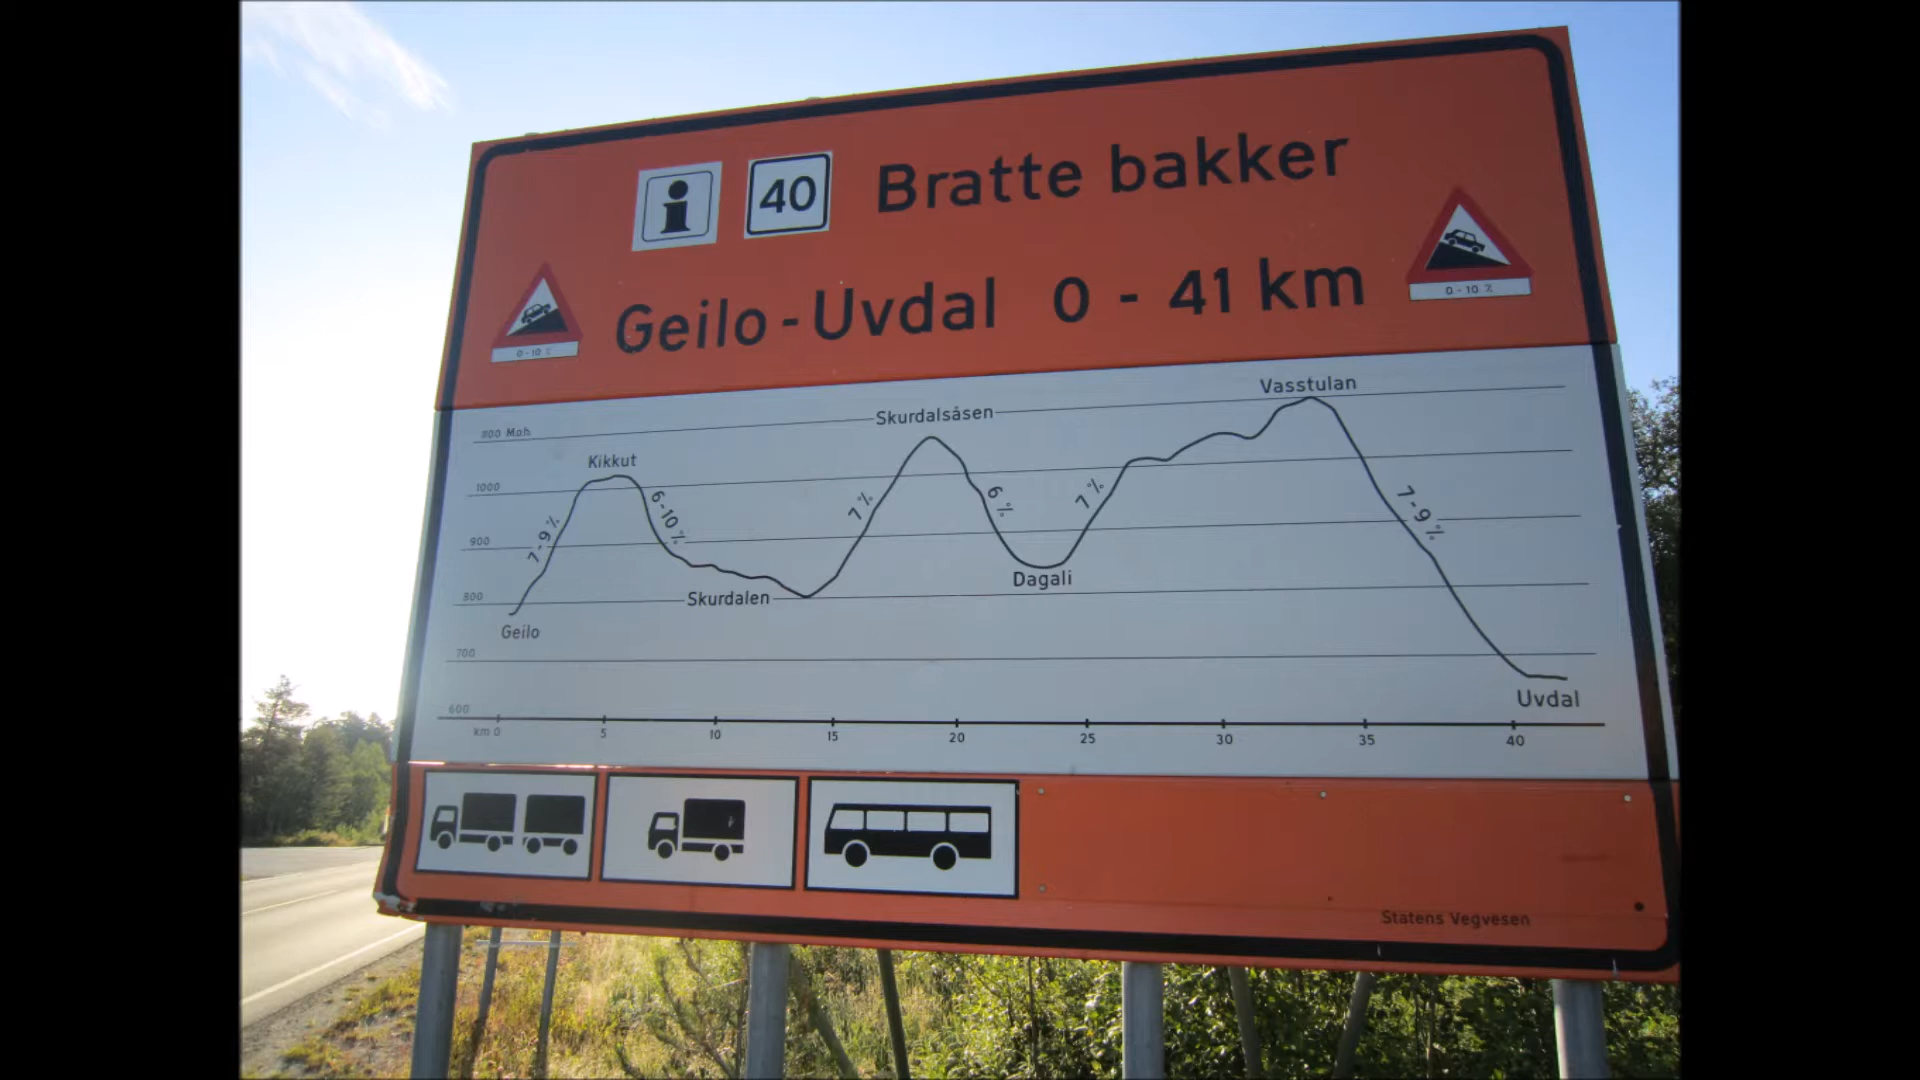 i 40 Bratte bakker
Geilo - Uvdal 0 - 41 km
0 - 10 %
0 - 10 %
Vasstulan
Skurdalsåsen
Moh.
Kikkut
1000
7 - 9 %
6 - 10 %
7 %
6 %
7 %
7 - 9 %
900
Dagali
800
Skurdalen
Geilo
700
Uvdal
600
km 0 5 10 15 20 25 30 35 40
Statens Vegvesen